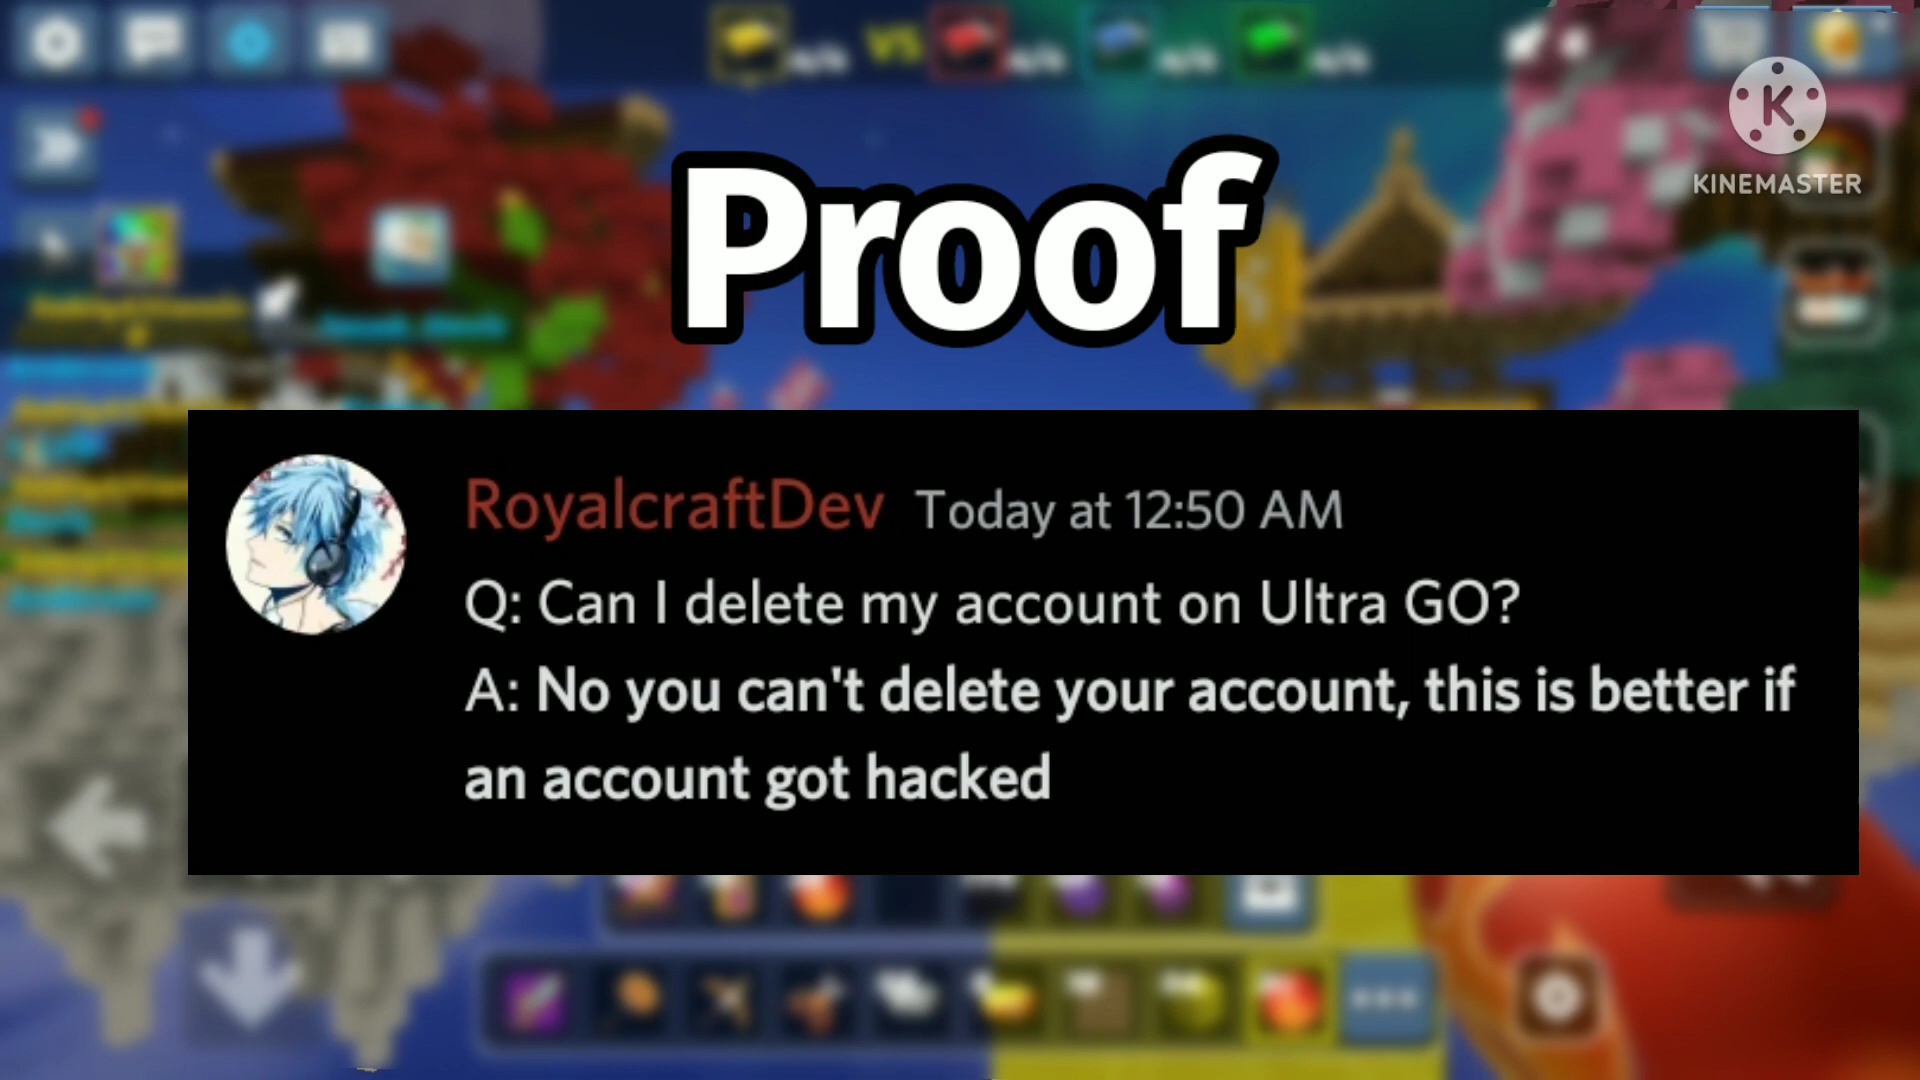 VS
KINEMASTER
Proof
RoyalcraftDev Today at 12:50 AM
Q: Can I delete my account on Ultra GO?
A: No you can't delete your account, this is better if
an account got hacked